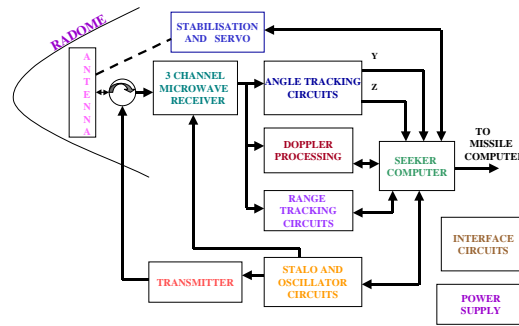 RADOME
STABILISATION
AND SERVO
A
N
T
E
N
N
A
3 CHANNEL
MICROWAVE
RECEIVER
ANGLE TRACKING
CIRCUITS
Y
Z
DOPPLER
PROCESSING
RANGE
TRACKING
CIRCUITS
SEEKER
COMPUTER
TO
MISSILE
COMPUTER
TRANSMITTER
STALO AND
OSCILLATOR
CIRCUITS
INTERFACE
CIRCUITS
POWER
SUPPLY